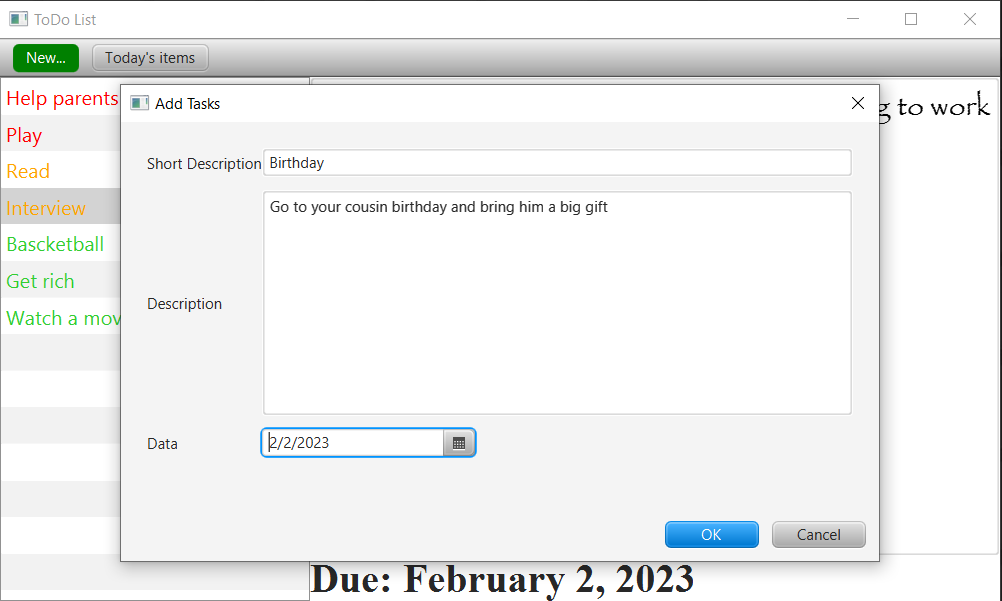 ToDo List
New...
Today's items
Help parents
to work
Play
Read
Interview
Bascketball
Get rich
Watch a
Add Tasks
Short Description
Birthday
Description
Go to your cousin birthday and bring him a big gift
Data
2/2/2023
OK
Cancel
Due: February 2, 2023